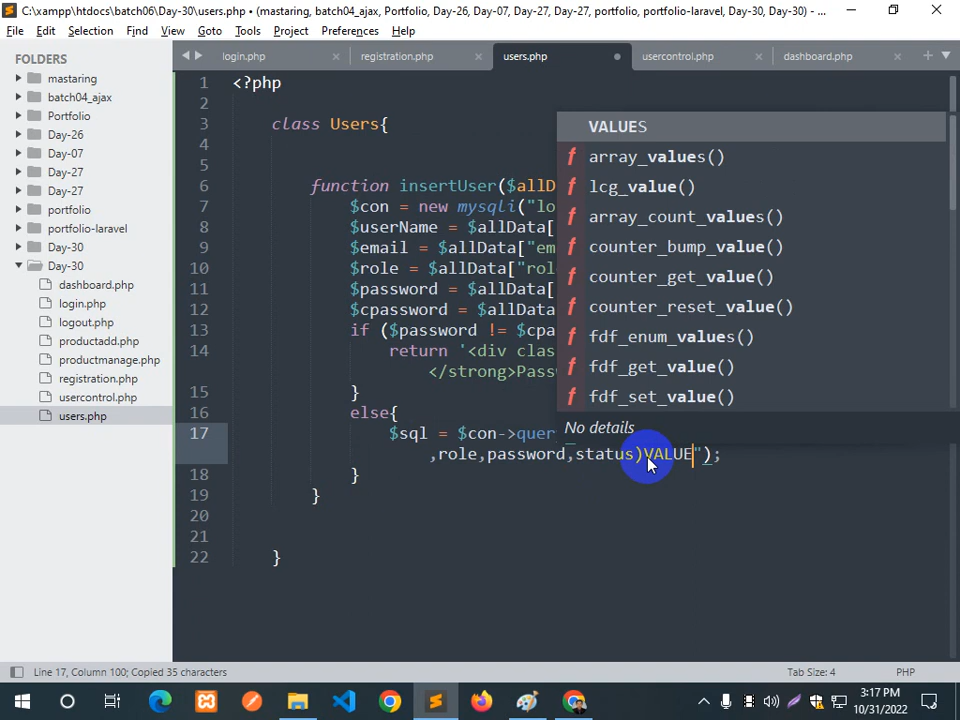 C:\xampp\htdocs\batch06\Day-30\users.php • (mastaring, batch04_ajax, Portfolio, Day-26, Day-07, Day-27, Day-27, portfolio, portfolio-laravel, Day-30, Day-30) - ...
File Edit Selection Find View Goto Tools Project Preferences Help
FOLDERS
mastaring
batch04_ajax
Portfolio
Day-26
Day-07
Day-27
Day-27
portfolio
portfolio-laravel
Day-30
Day-30
dashboard.php
login.php
logout.php
productadd.php
productmanage.php
registration.php
usercontrol.php
users.php
login.php registration.php users.php usercontrol.php dashboard.php
1 <?php
2
3 class Users{
4
5
6 function insertUser($allD
7 $con = new mysqli("lo
8 $userName = $allData[
9 $email = $allData["em
10 $role = $allData["rol
11 $password = $allData[
12 $cpassword = $allData
13 if ($password != $cpa
14 return '<div clas
</strong>Passw
15 }
16 else{
17 $sql = $con->quer
,role,password,status)VALUE");
18 }
19 }
20
21
22 }
VALUES
f array_values()
f lcg_value()
f array_count_values()
f counter_bump_value()
f counter_get_value()
f counter_reset_value()
f fdf_enum_values()
f fdf_get_value()
f fdf_set_value()
No details
Line 17, Column 100; Copied 35 characters
Tab Size: 4
PHP
3:17 PM
10/31/2022